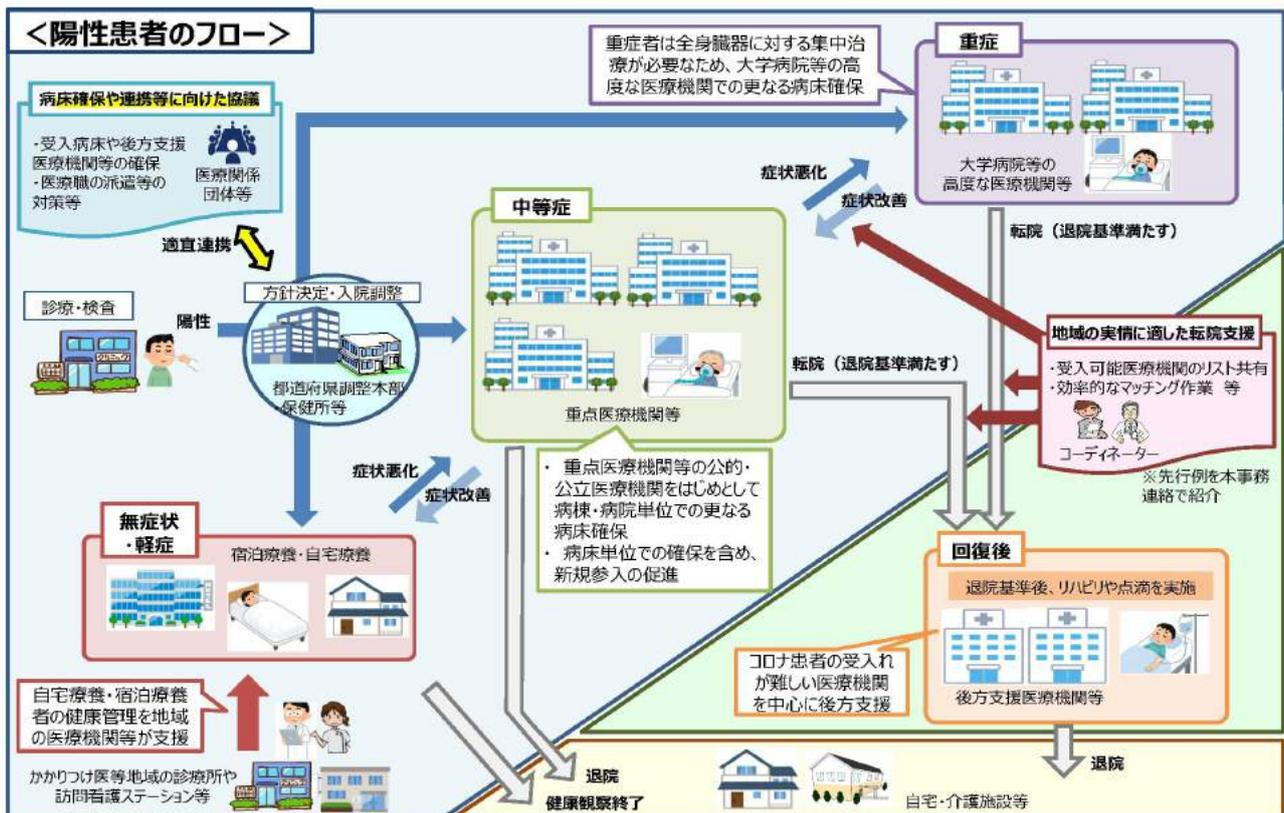 ＜陽性患者のフロー＞
病床確保や連携等に向けた協議
・受入病床や後方支援
医療機関等の確保
・医療職の派遣等の
対策等
医療関係
団体等
適宜連携
診療・検査
クリニック
陽性
方針決定・入院調整
都道府県調整本部
・保健所等
重症者は全身臓器に対する集中治
療が必要なため、大学病院等の高
度な医療機関での更なる病床確保
重症
大学病院等の
高度な医療機関等
症状悪化
症状改善
転院（退院基準満たす）
中等症
重点医療機関等
転院（退院基準満たす）
・ 重点医療機関等の公的・
公立医療機関をはじめとして
病棟・病院単位での更なる
病床確保
・ 病床単位での確保を含め、
新規参入の促進
地域の実情に適した転院支援
・受入可能医療機関のリスト共有
・効率的なマッチング作業 等
コーディネーター
※先行例を本事務
連絡で紹介
症状悪化
症状改善
無症状
・軽症
宿泊療養・自宅療養
自宅療養・宿泊療養
者の健康管理を地域
の医療機関等が支援
かかりつけ医等地域の診療所や
訪問看護ステーション等
回復後
退院基準後、リハビリや点滴を実施
後方支援医療機関等
コロナ患者の受入れ
が難しい医療機関
を中心に後方支援
退院
健康観察終了
退院
自宅・介護施設等